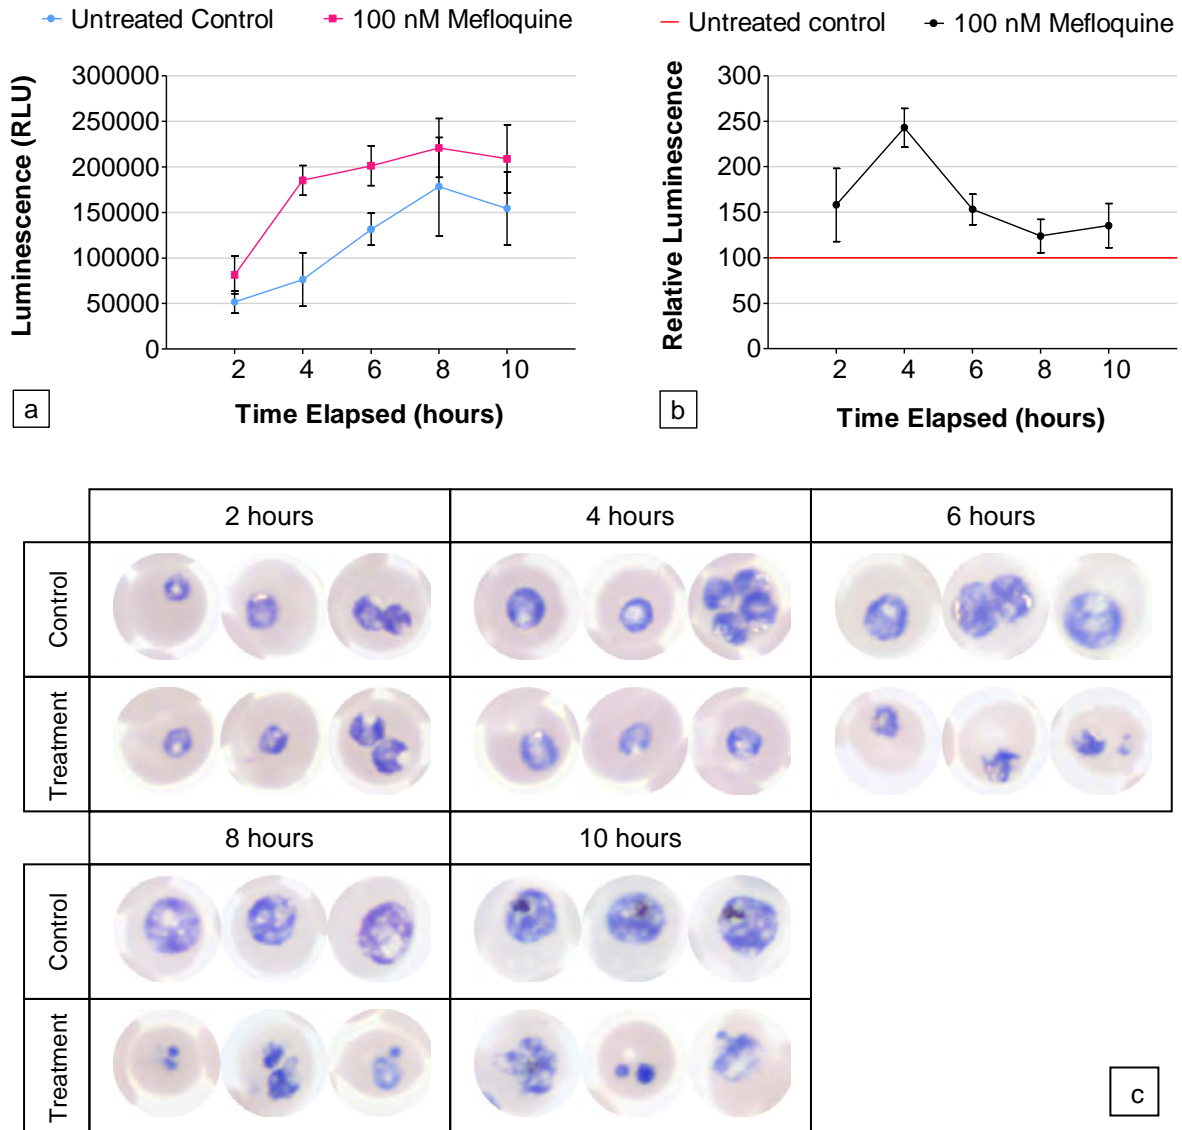 Untreated Control 100 nM Mefloquine
Luminescence (RLU)
300000
250000
200000
150000
100000
50000
0
2 4 6 8 10
Time Elapsed (hours)
a
Untreated control 100 nM Mefloquine
Relative Luminescence
300
250
200
150
100
50
0
2 4 6 8 10
Time Elapsed (hours)
b
2 hours 4 hours 6 hours
Control
Treatment
8 hours 10 hours
Control
Treatment
c